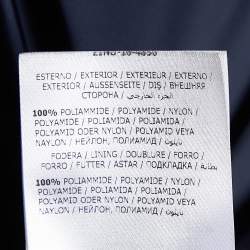 ESTERNO / EXTERIOR / EXTERIEUR / EXTERNO /
EXTERIOR / AUSSENSEITE / DIŞ / ВНЕШНЯЯ
СТОРОНА / الجزء الخارجي
100% POLIAMMIDE / POLYAMIDE / NYLON /
POLYAMIDE / POLIAMIDA / POLIAMIDA /
POLYAMID ODER NYLON / POLYAMID VEYA
NAYLON / НЕЙЛОН, ПОЛИАМИД / نايلون
FODERA / LINING / DOUBLURE / FORRO /
FORRO / FUTTER / ASTAR / ПОДКЛАДКА / بطانة
100% POLIAMMIDE / POLYAMIDE / NYLON /
POLYAMIDE / POLIAMIDA / POLIAMIDA /
POLYAMID ODER NYLON / POLYAMID VEYA
NAYLON / НЕЙЛОН, ПОЛИАМИД / نايلون